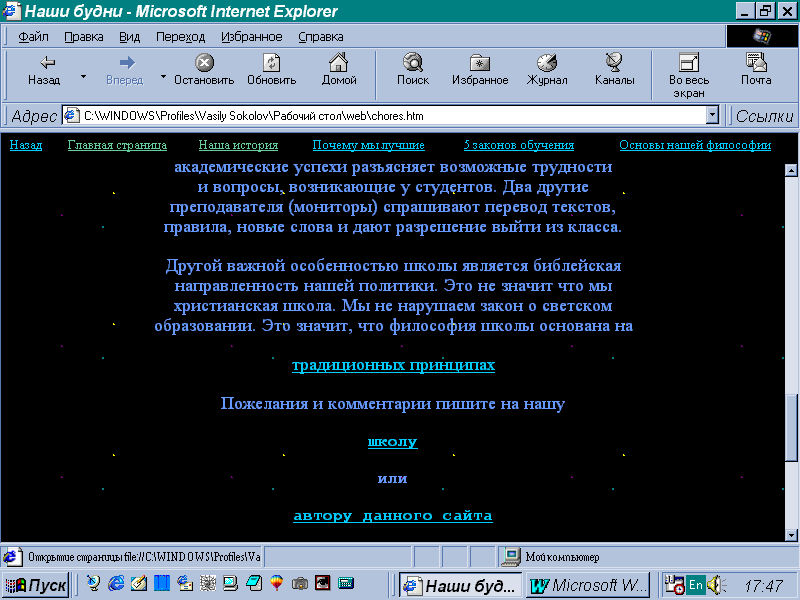 Наши будни - Microsoft Internet Explorer
Файл Правка Вид Переход Избранное Справка
Назад Вперед Остановить Обновить Домой Поиск Избранное Журнал Каналы Во весь экран Почта
Адрес C:\WINDOWS\Profiles\Vasily Sokolov\Рабочий стол\web\chores.htm Ссылки
Назад Главная страница Наша история Почему мы лучшие 5 законов обучения Основы нашей философии
академические успехи разъясняет возможные трудности
и вопросы, возникающие у студентов. Два другие
преподавателя (мониторы) спрашивают перевод текстов,
правила, новые слова и дают разрешение выйти из класса.
Другой важной особенностью школы является библейская
направленность нашей политики. Это не значит что мы
христианская школа. Мы не нарушаем закон о светском
образовании. Это значит, что философия школы основана на
традиционных принципах
Пожелания и комментарии пишите на нашу
школу
или
автору данного сайта
Открытие страницы file://C:\WINDOWS\Profiles\Va Мой компьютер
Пуск Наши буд... Microsoft W... En 17:47